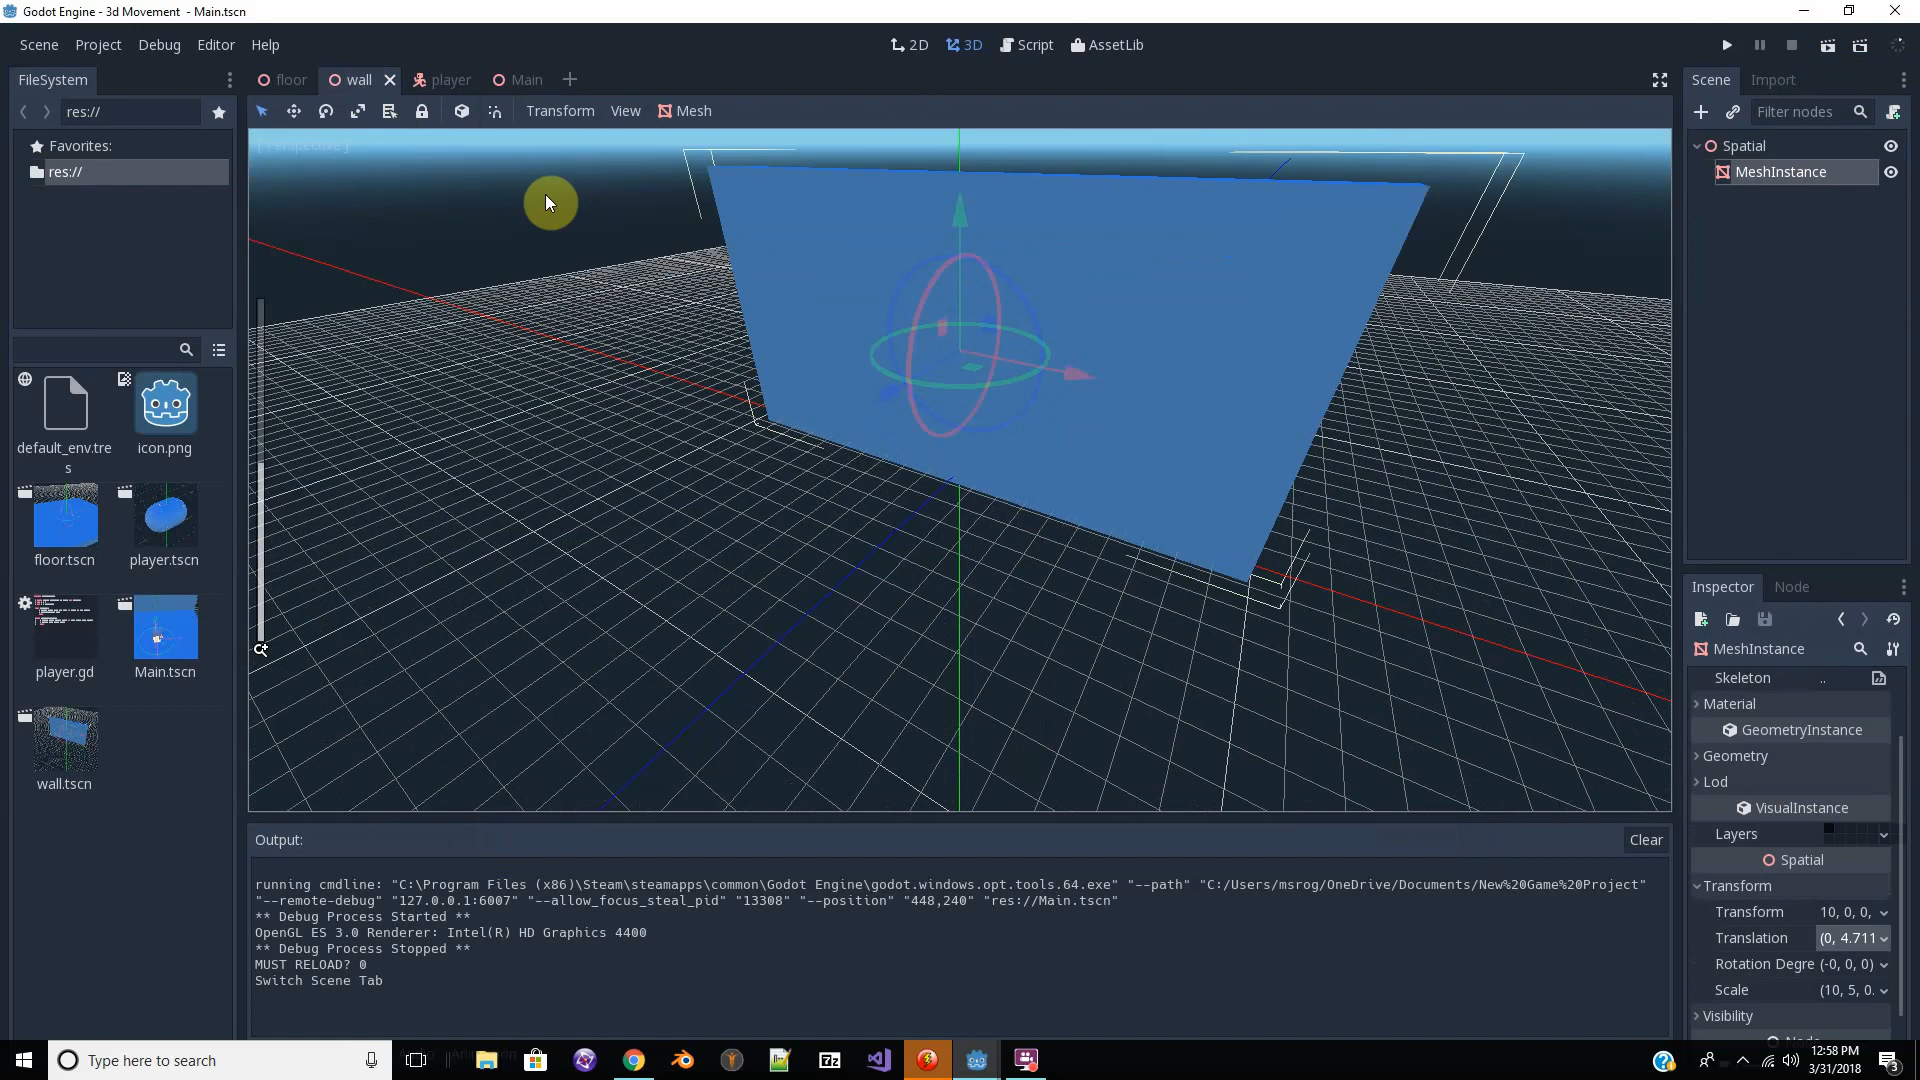 Godot Engine - 3d Movement - Main.tscn
Scene Project Debug Editor Help
2D 3D Script AssetLib
FileSystem
floor wall player Main
Scene Import
res://
Transform View Mesh
Filter nodes
Favorites:
res://
[ Perspective ]
Spatial
MeshInstance
default_env.tre
s
icon.png
floor.tscn
player.tscn
player.gd
Main.tscn
wall.tscn
Inspector Node
MeshInstance
Skeleton ..
Material
GeometryInstance
Geometry
Lod
VisualInstance
Layers
Spatial
Transform
Transform 10, 0, 0,
Translation (0, 4.711
Rotation Degre (-0, 0, 0)
Scale (10, 5, 0.
Visibility
Node
Output: Clear
running cmdline: "C:\Program Files (x86)\Steam\steamapps\common\Godot Engine\godot.windows.opt.tools.64.exe" "--path" "C:/Users/msrog/OneDrive/Documents/New%20Game%20Project"
"--remote-debug" "127.0.0.1:6007" "--allow_focus_steal_pid" "13308" "--position" "448,240" "res://Main.tscn"
** Debug Process Started **
OpenGL ES 3.0 Renderer: Intel(R) HD Graphics 4400
** Debug Process Stopped **
MUST RELOAD? 0
Switch Scene Tab
Type here to search
7z
12:58 PM
3/31/2018
3